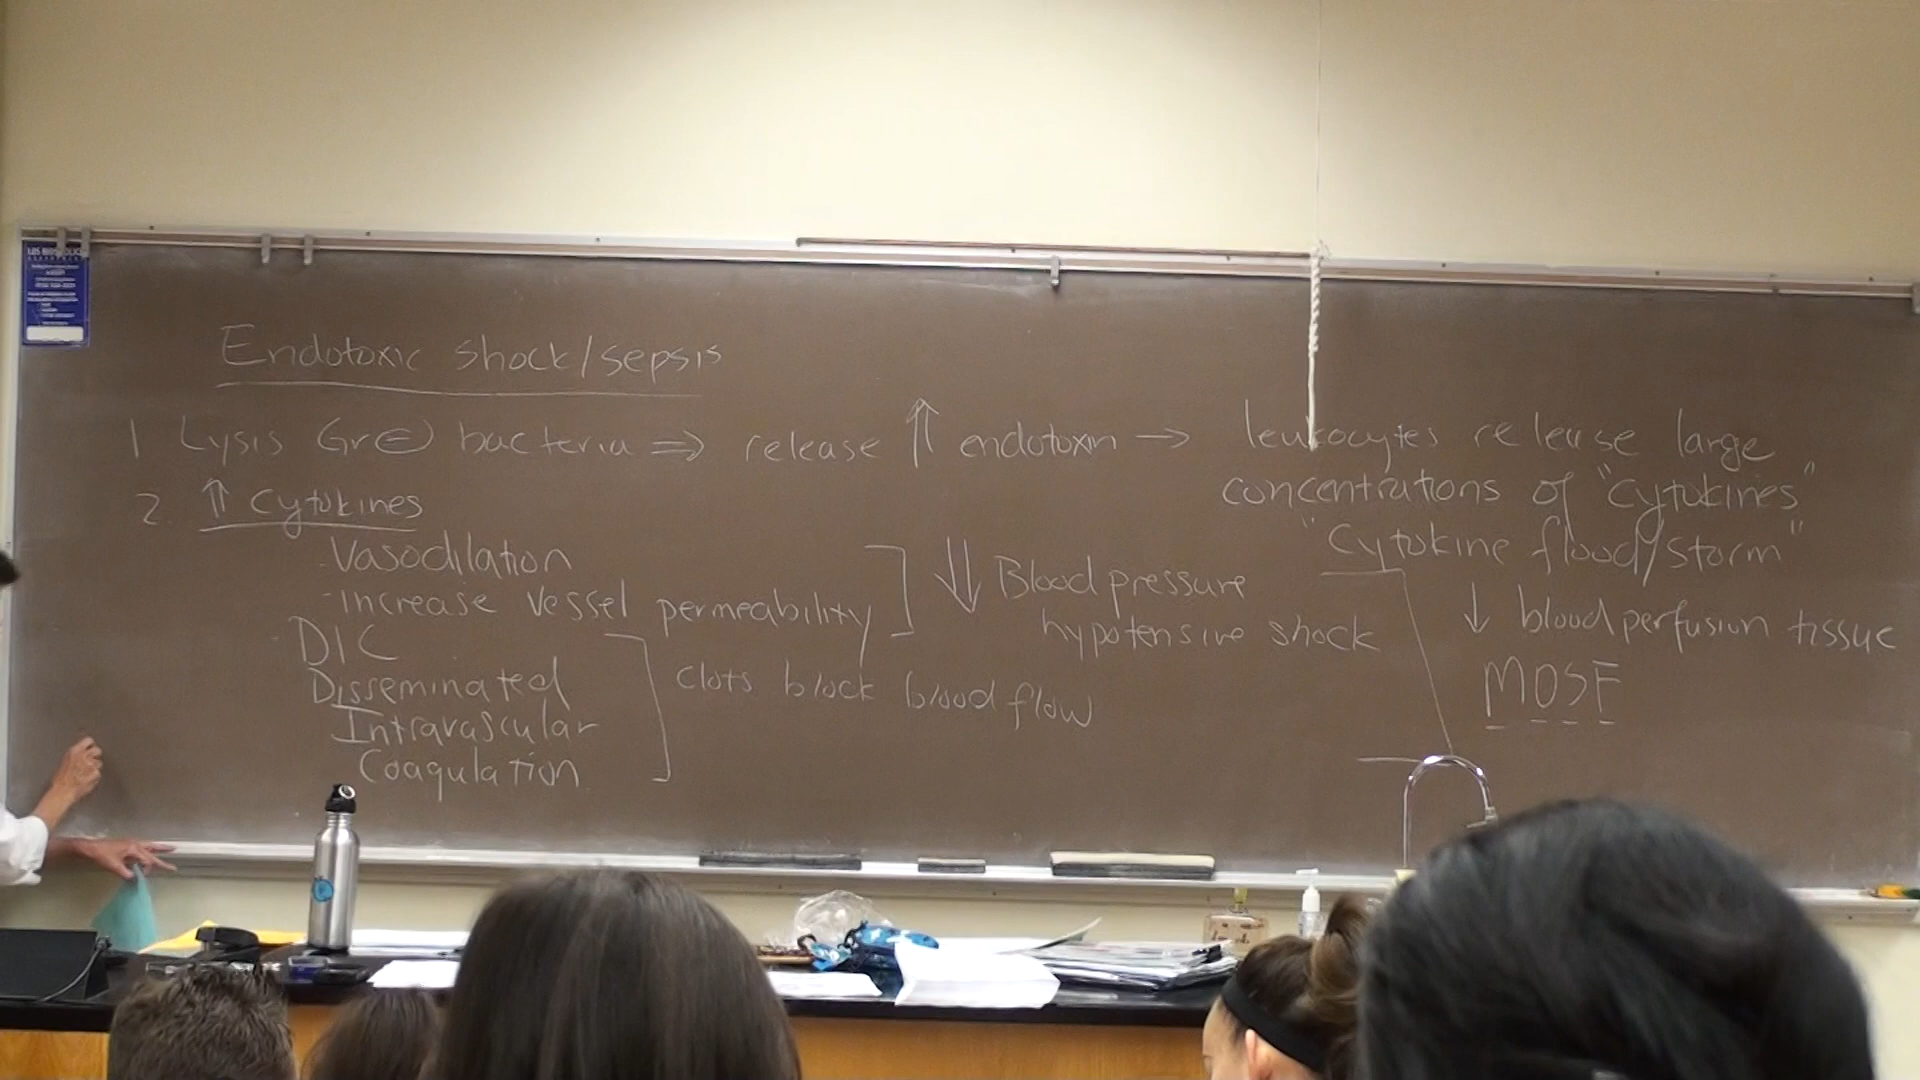 Endotoxic shock/sepsis
1 Lysis Gr⊖ bacteria ⇒ release ⇑ endotoxin → leukocytes release large
concentrations of "cytokines"
"Cytokine flood/storm"
2. ⇑ Cytokines
- Vasodilation
- increase vessel permeability
⇓ Blood pressure
hypotensive shock
↓ blood perfusion tissue
MOSF
- DIC
Disseminated
Intravascular
Coagulation
clots block blood flow